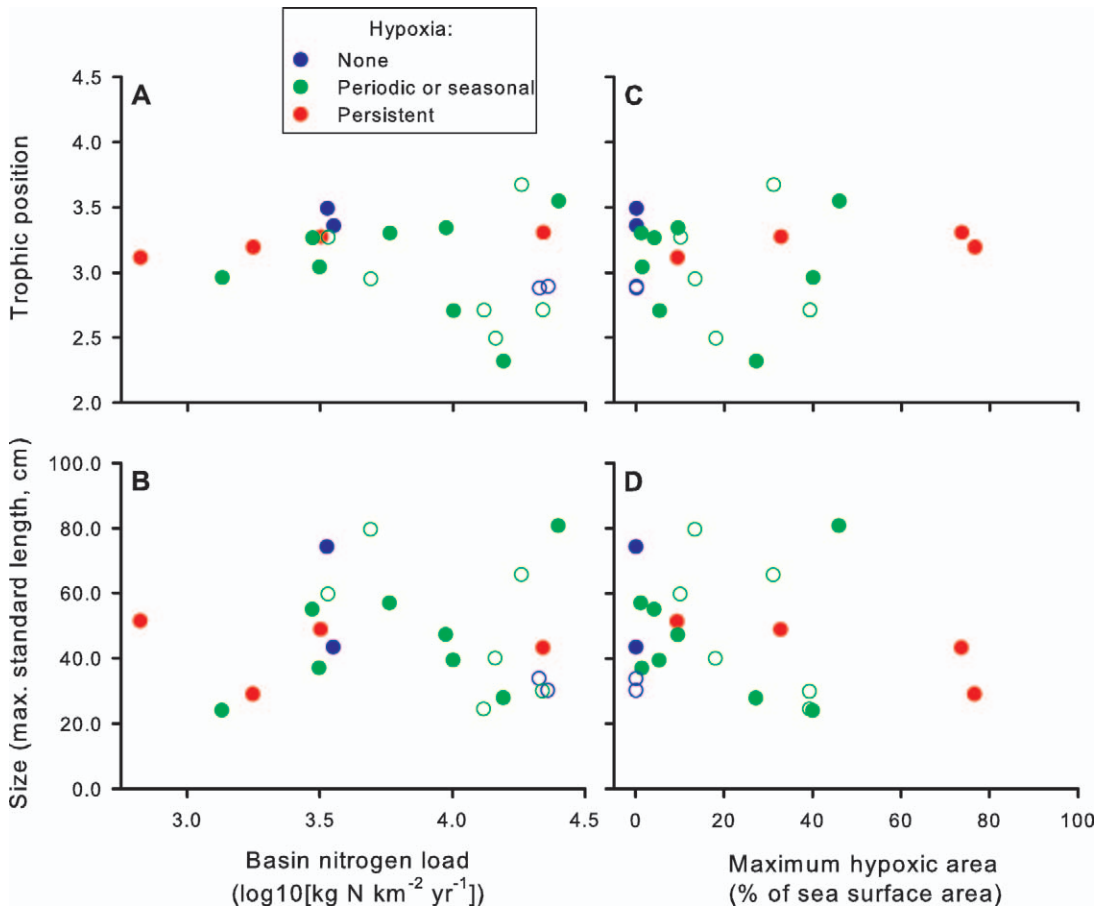 Hypoxia:
None
Periodic or seasonal
Persistent
A
C
4.5
4.0
3.5
3.0
2.5
2.0
Trophic position
B
D
100.0
80.0
60.0
40.0
20.0
0.0
Size (max. standard length, cm)
3.0 3.5 4.0 4.5
0 20 40 60 80 100
Basin nitrogen load
(log10[kg N km⁻² yr⁻¹])
Maximum hypoxic area
(% of sea surface area)